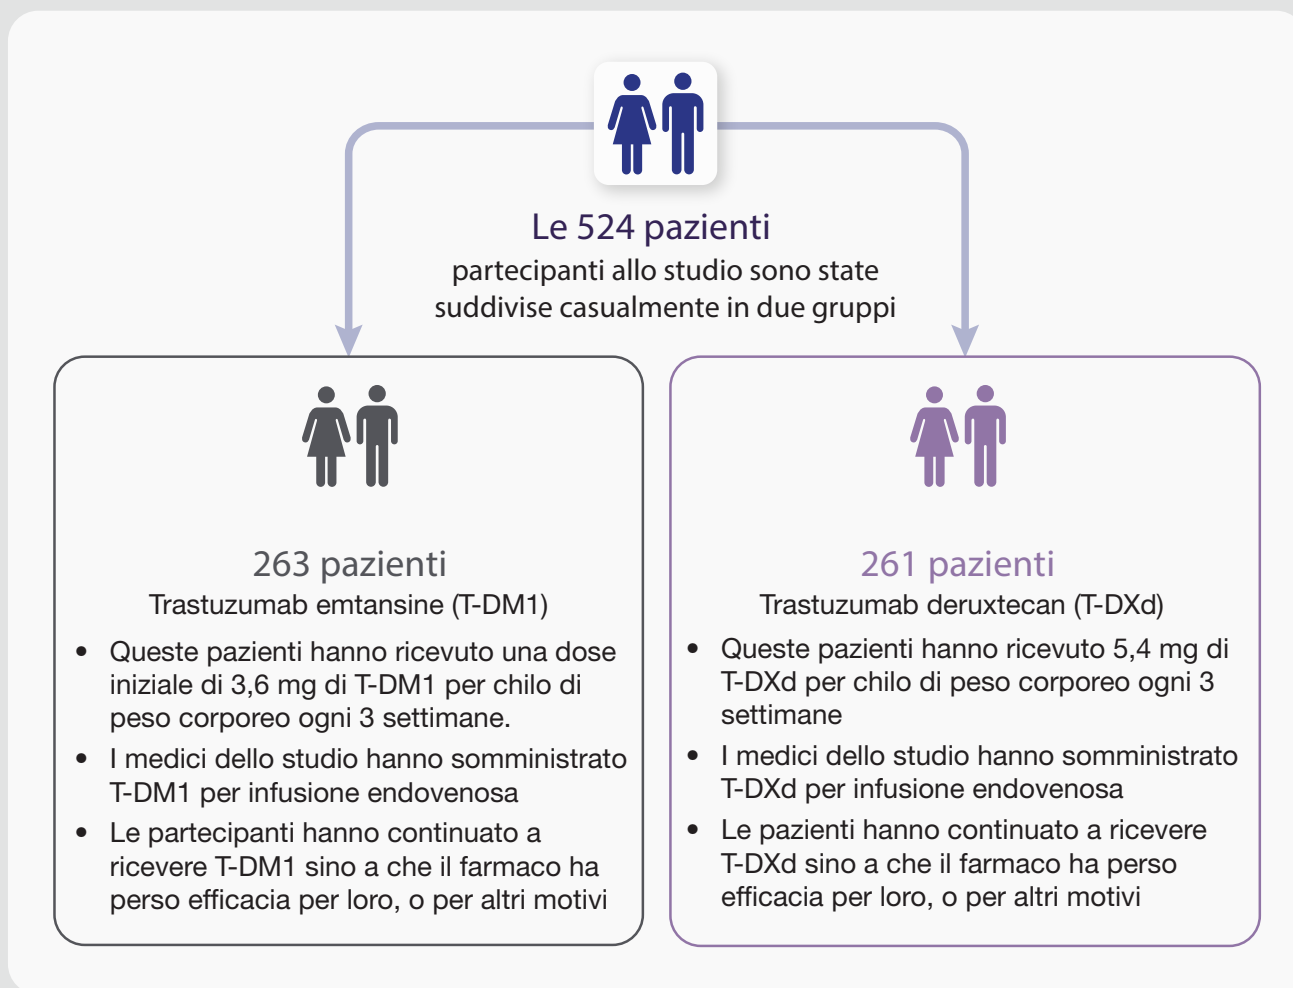 Le 524 pazienti
partecipanti allo studio sono state
suddivise casualmente in due gruppi
263 pazienti
Trastuzumab emtansine (T-DM1)
• Queste pazienti hanno ricevuto una dose
iniziale di 3,6 mg di T-DM1 per chilo di
peso corporeo ogni 3 settimane.
• I medici dello studio hanno somministrato
T-DM1 per infusione endovenosa
• Le partecipanti hanno continuato a
ricevere T-DM1 sino a che il farmaco ha
perso efficacia per loro, o per altri motivi
261 pazienti
Trastuzumab deruxtecan (T-DXd)
• Queste pazienti hanno ricevuto 5,4 mg di
T-DXd per chilo di peso corporeo ogni 3
settimane
• I medici dello studio hanno somministrato
T-DXd per infusione endovenosa
• Le pazienti hanno continuato a ricevere
T-DXd sino a che il farmaco ha perso
efficacia per loro, o per altri motivi